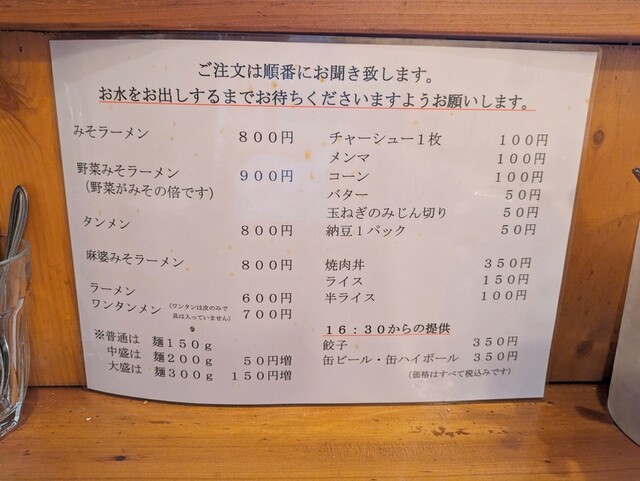 ご注文は順番にお聞き致します。
お水をお出しするまでお待ちくださいますようお願いします。
みそラーメン ８００円
野菜みそラーメン ９００円
（野菜がみその倍です）
タンメン ８００円
麻婆みそラーメン ８００円
ラーメン ６００円
ワンタンメン （ワンタンは皮のみで具は入っていません） ７００円
※普通は 麺１５０ｇ
中盛は 麺２００ｇ ５０円増
大盛は 麺３００ｇ １５０円増
チャーシュー１枚 １００円
メンマ １００円
コーン １００円
バター ５０円
玉ねぎのみじん切り ５０円
納豆１パック ５０円
焼肉丼 ３５０円
ライス １５０円
半ライス １００円
１６：３０からの提供
餃子 ３５０円
缶ビール・缶ハイボール ３５０円
（価格はすべて税込みです）